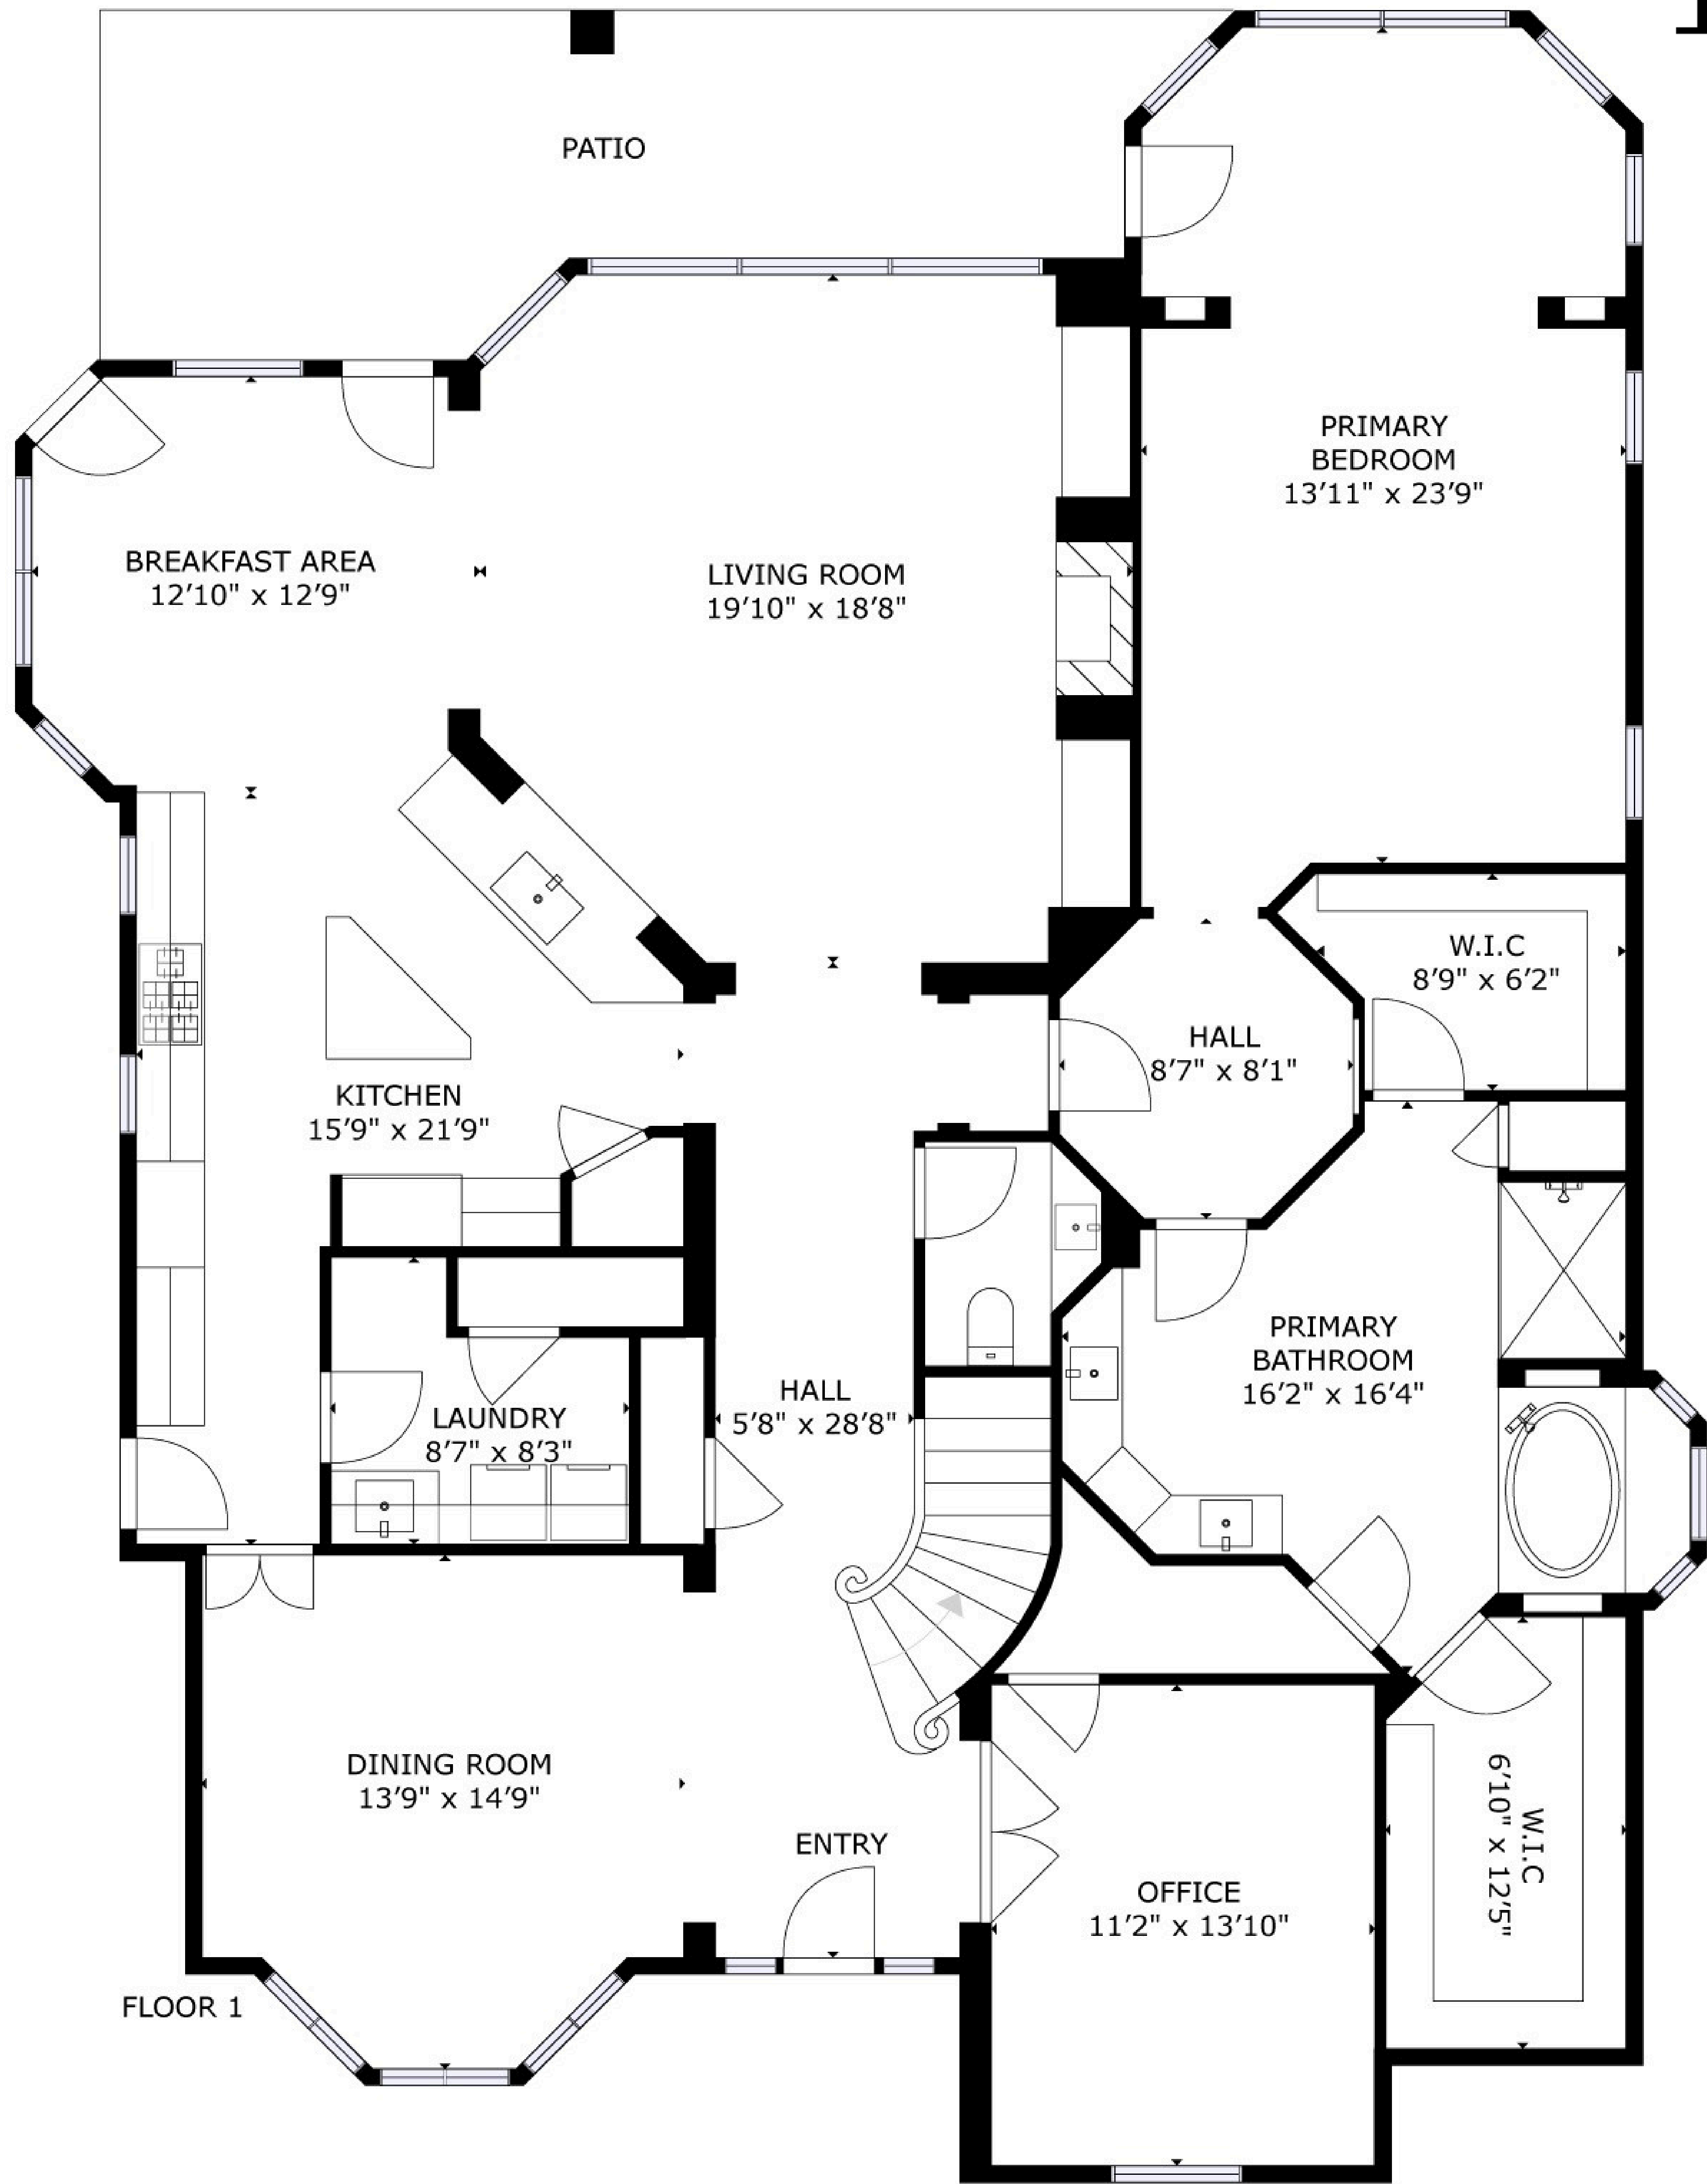 PATIO
PRIMARY
BEDROOM
13'11" x 23'9"
BREAKFAST AREA
12'10" x 12'9"
LIVING ROOM
19'10" x 18'8"
W.I.C
8'9" x 6'2"
HALL
8'7" x 8'1"
KITCHEN
15'9" x 21'9"
PRIMARY
BATHROOM
16'2" x 16'4"
HALL
5'8" x 28'8"
LAUNDRY
8'7" x 8'3"
DINING ROOM
13'9" x 14'9"
ENTRY
W.I.C
6'10" x 12'5"
OFFICE
11'2" x 13'10"
FLOOR 1